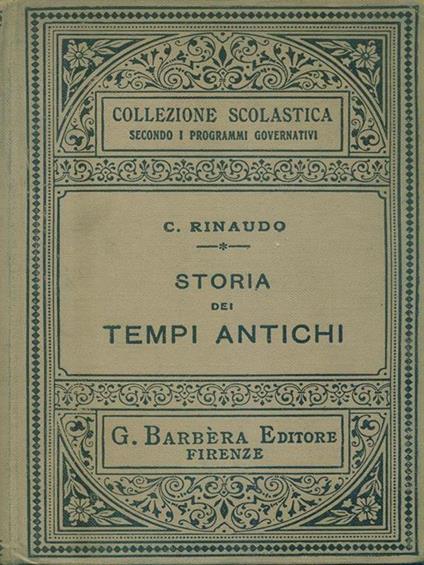 COLLEZIONE SCOLASTICA
SECONDO I PROGRAMMI GOVERNATIVI
C. RINAUDO
STORIA
DEI
TEMPI ANTICHI
G. BARBÈRA EDITORE
FIRENZE